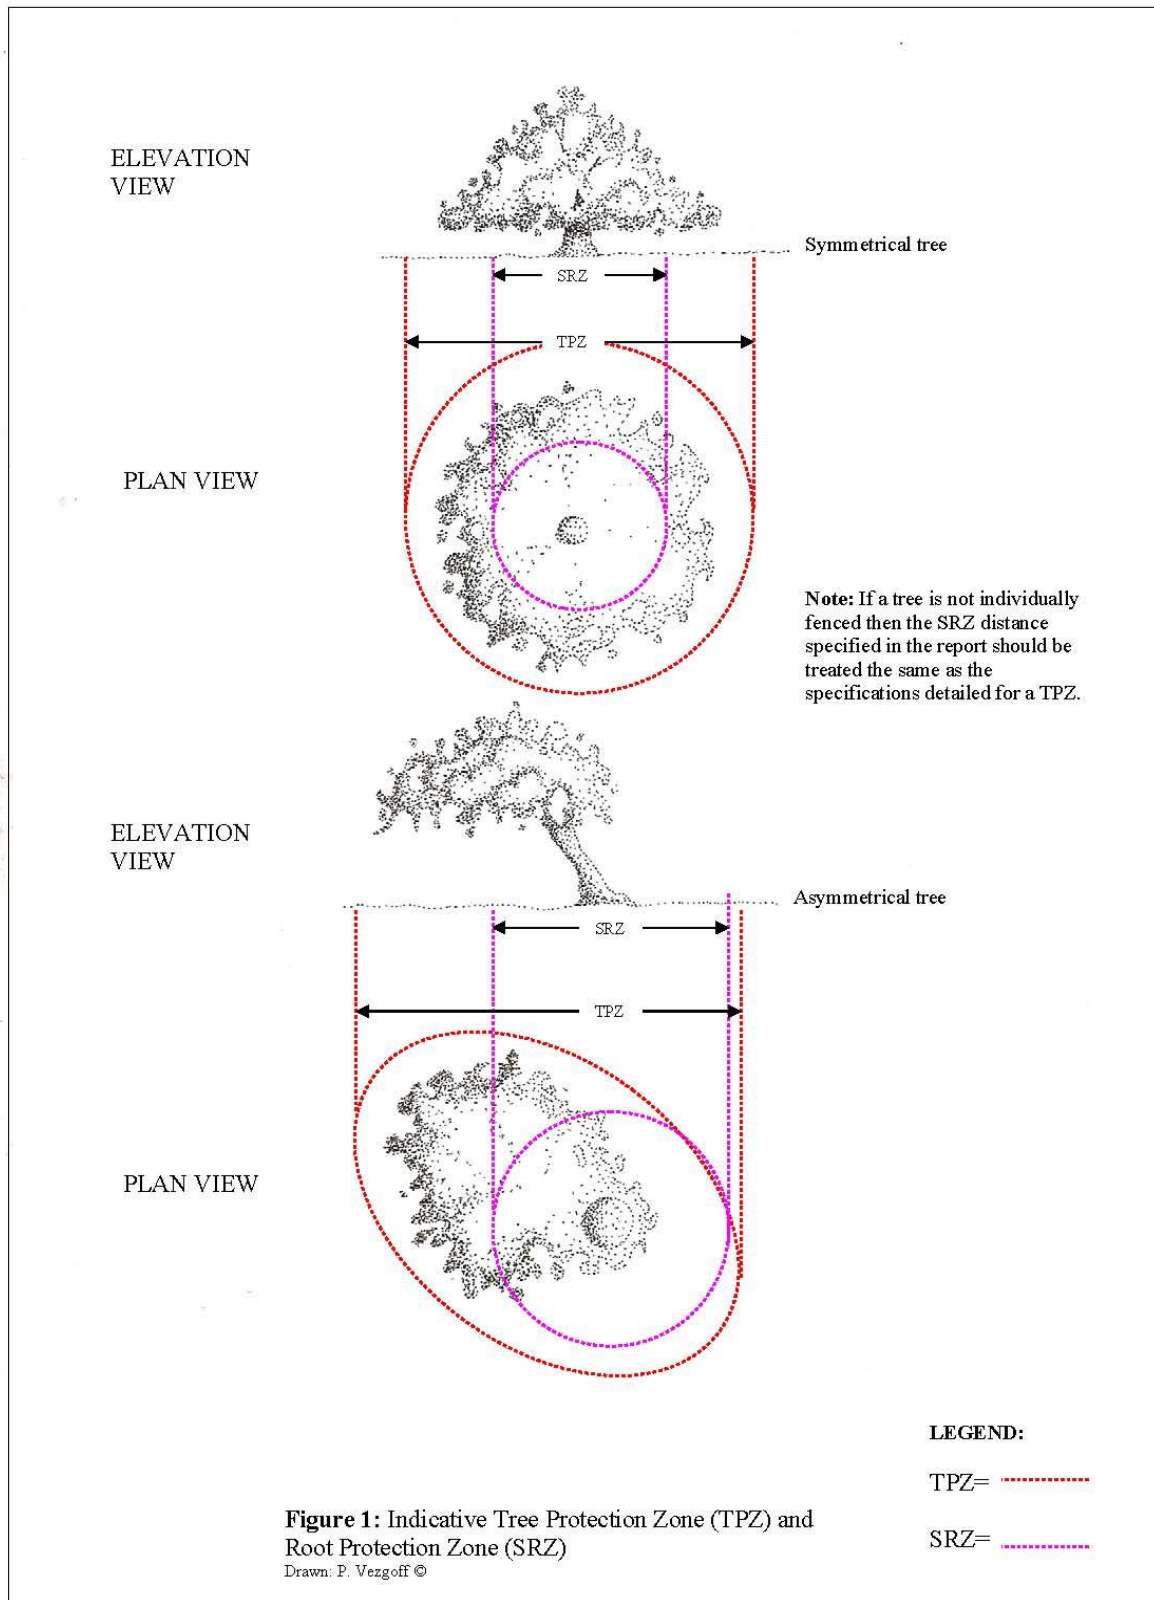 ELEVATION
VIEW
Symmetrical tree
SRZ
TPZ
PLAN VIEW
Note: If a tree is not individually
fenced then the SRZ distance
specified in the report should be
treated the same as the
specifications detailed for a TPZ.
ELEVATION
VIEW
Asymmetrical tree
SRZ
TPZ
PLAN VIEW
LEGEND:
TPZ=
SRZ=
Figure 1: Indicative Tree Protection Zone (TPZ) and
Root Protection Zone (SRZ)
Drawn: P. Vezgoff ©